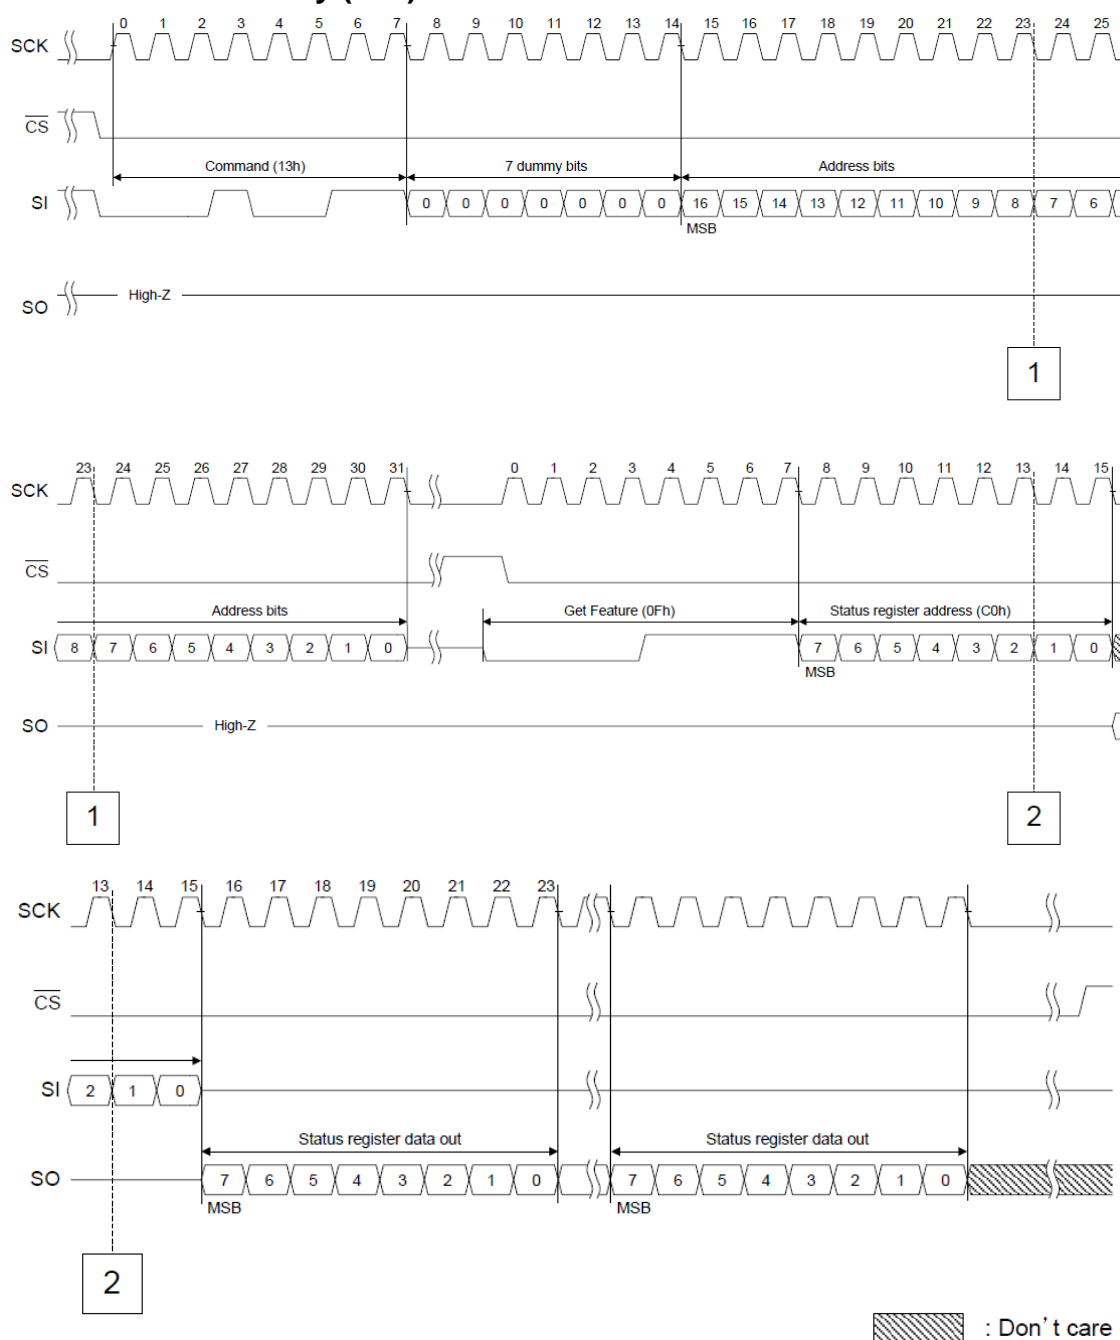 0 1 2 3 4 5 6 7 8 9 10 11 12 13 14 15 16 17 18 19 20 21 22 23 24 25
SCK
CS
Command (13h) 7 dummy bits Address bits
SI 0 0 0 0 0 0 0 16 15 14 13 12 11 10 9 8 7 6
MSB
SO High-Z
1
23 24 25 26 27 28 29 30 31 0 1 2 3 4 5 6 7 8 9 10 11 12 13 14 15
SCK
CS
Address bits Get Feature (0Fh) Status register address (C0h)
SI 8 7 6 5 4 3 2 1 0 7 6 5 4 3 2 1 0
MSB
SO High-Z
1 2
13 14 15 16 17 18 19 20 21 22 23
SCK
CS
SI 2 1 0
Status register data out Status register data out
SO 7 6 5 4 3 2 1 0 7 6 5 4 3 2 1 0
MSB MSB
2
: Don't care